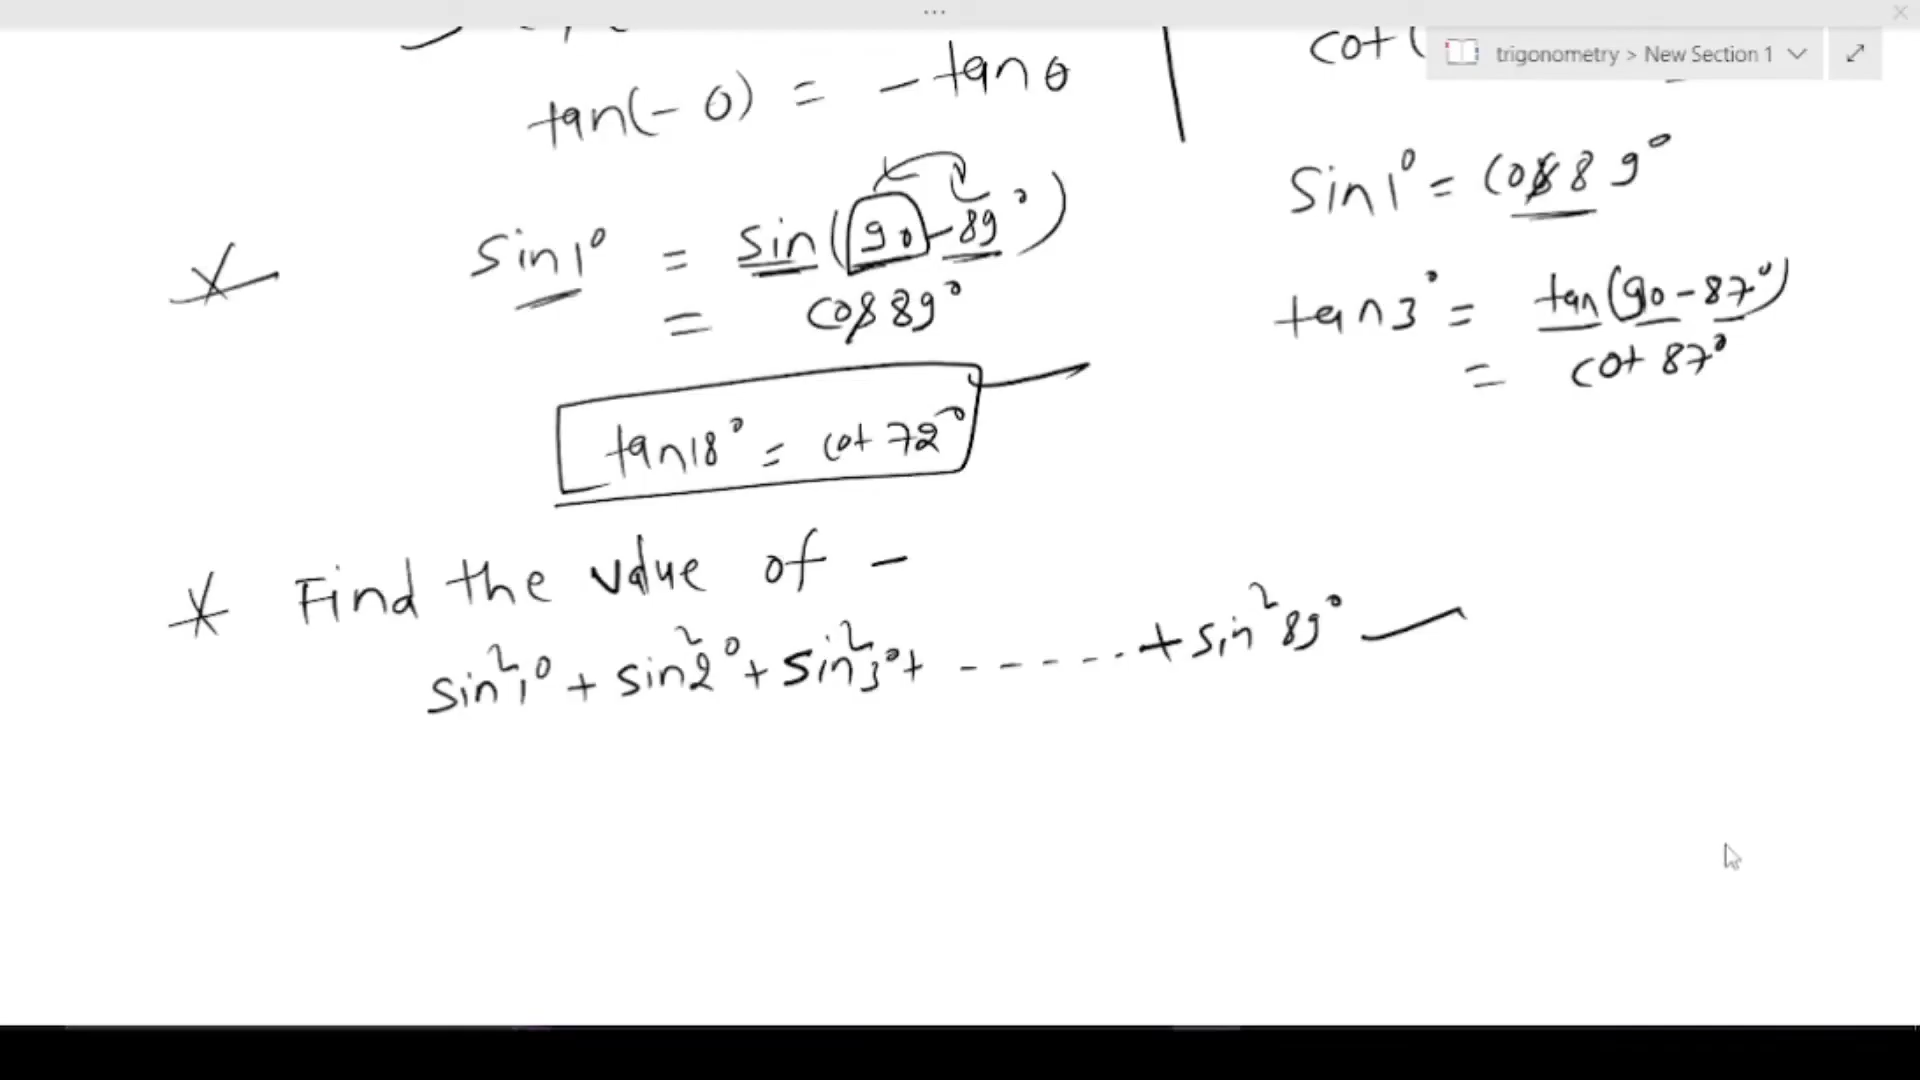 ...
trigonometry > New Section 1
cot(
tan(-θ) = -tanθ
sin1° = cos89°
sin1° = sin(90-89°)
= cos89°
tan3° = tan(90-87°)
= cot87°
tan18° = cot72°
* Find the value of -
sin²1° + sin²2° + sin²3° + ------ + sin²89°